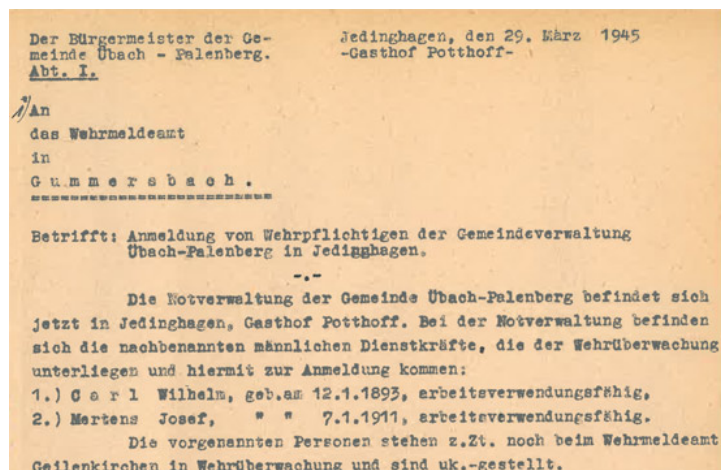 Der Bürgermeister der Ge-
meinde Übach - Palenberg.
Abt. I.
Jedinghagen, den 29. März 1945
-Gasthof Potthoff-
1) An
das Wehrmeldeamt
in
G u m m e r s b a c h .
Betrifft: Anmeldung von Wehrpflichtigen der Gemeindeverwaltung
Übach-Palenberg in Jedinghagen.
-.-
Die Notverwaltung der Gemeinde Übach-Palenberg befindet sich
jetzt in Jedinghagen, Gasthof Potthoff. Bei der Notverwaltung befinden
sich die nachbenannten männlichen Dienstkräfte, die der Wehrüberwachung
unterliegen und hiermit zur Anmeldung kommen:
1.) C a r l Wilhelm, geb.am 12.1.1893, arbeitsverwendungsfähig,
2.) Mertens Josef, " " 7.1.1911, arbeitsverwendungsfähig.
Die vorgenannten Personen stehen z.Zt. noch beim Wehrmeldeamt
Geilenkirchen in Wehrüberwachung und sind uk.-gestellt.